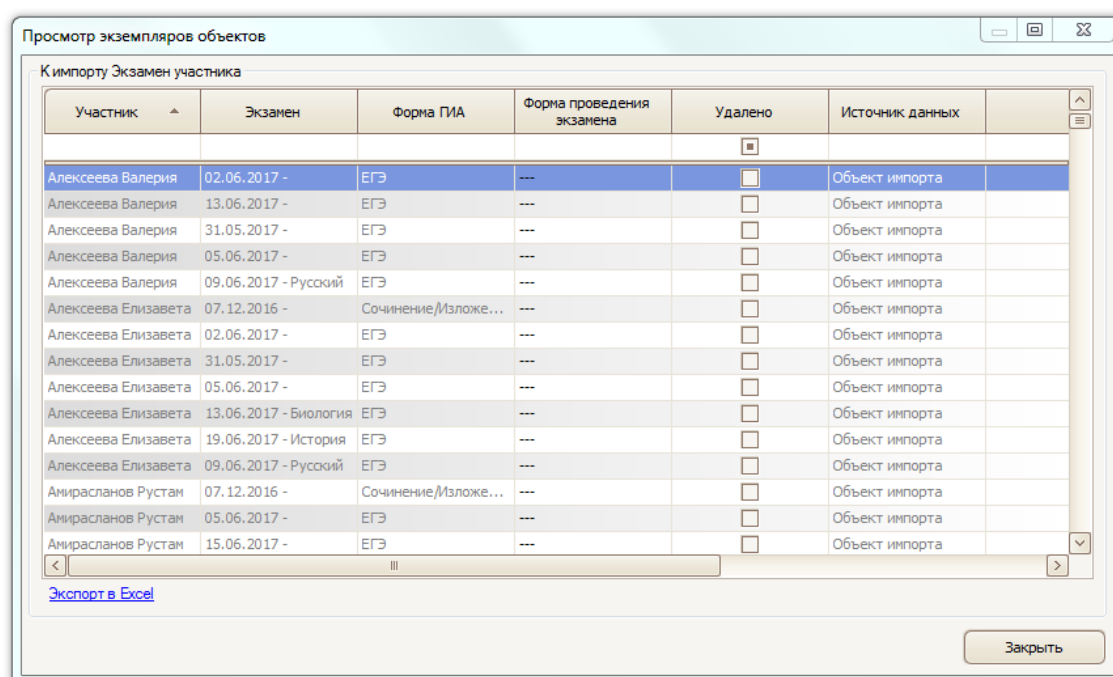 Просмотр экземпляров объектов
К импорту Экзамен участника
Участник Экзамен Форма ГИА Форма проведения экзамена Удалено Источник данных
Алексеева Валерия 02.06.2017 - ЕГЭ --- Объект импорта
Алексеева Валерия 13.06.2017 - ЕГЭ --- Объект импорта
Алексеева Валерия 31.05.2017 - ЕГЭ --- Объект импорта
Алексеева Валерия 05.06.2017 - ЕГЭ --- Объект импорта
Алексеева Валерия 09.06.2017 - Русский ЕГЭ --- Объект импорта
Алексеева Елизавета 07.12.2016 - Сочинение/Изложе... --- Объект импорта
Алексеева Елизавета 02.06.2017 - ЕГЭ --- Объект импорта
Алексеева Елизавета 31.05.2017 - ЕГЭ --- Объект импорта
Алексеева Елизавета 05.06.2017 - ЕГЭ --- Объект импорта
Алексеева Елизавета 13.06.2017 - Биология ЕГЭ --- Объект импорта
Алексеева Елизавета 19.06.2017 - История ЕГЭ --- Объект импорта
Алексеева Елизавета 09.06.2017 - Русский ЕГЭ --- Объект импорта
Амирасланов Рустам 07.12.2016 - Сочинение/Изложе... --- Объект импорта
Амирасланов Рустам 05.06.2017 - ЕГЭ --- Объект импорта
Амирасланов Рустам 15.06.2017 - ЕГЭ --- Объект импорта
Экспорт в Excel
Закрыть